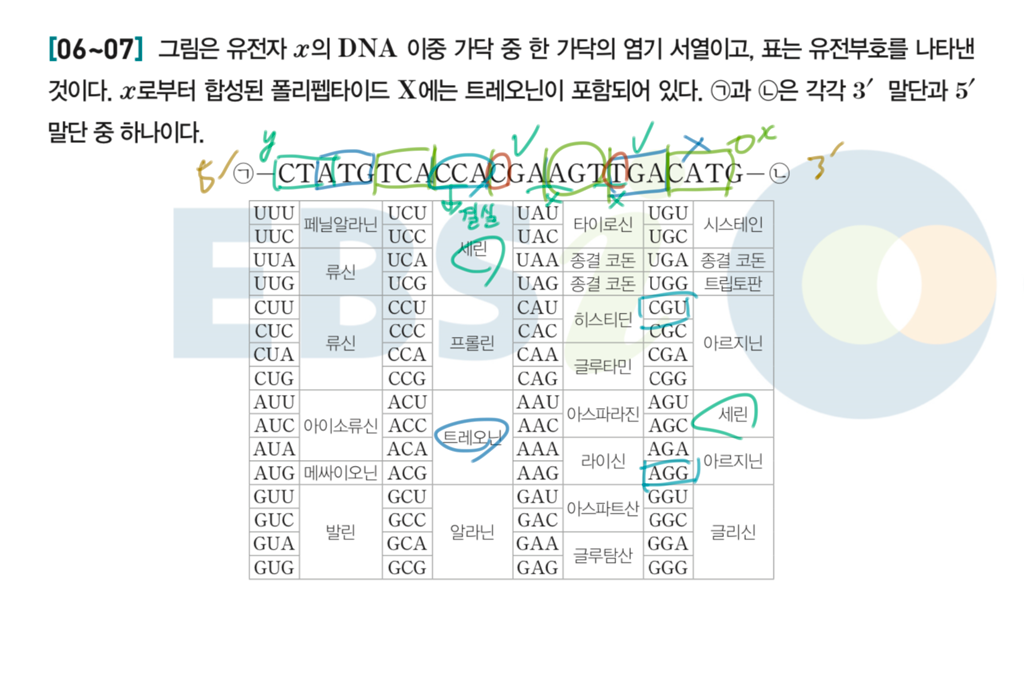 [06~07] 그림은 유전자 x의 DNA 이중 가닥 중 한 가닥의 염기 서열이고, 표는 유전부호를 나타낸
것이다. x로부터 합성된 폴리펩타이드 X에는 트레오닌이 포함되어 있다. ㉠과 ㉡은 각각 3′ 말단과 5′
말단 중 하나이다.
y
5′ ㉠–CTATGTCACCACGAAGTTGACATG–㉡ 3′
결실
UUU 페닐알라닌 UCU 세린 UAU 타이로신 UGU 시스테인
UUC UCC UAC UGC
UUA 류신 UCA UAA 종결 코돈 UGA 종결 코돈
UUG UCG UAG 종결 코돈 UGG 트립토판
CUU 류신 CCU 프롤린 CAU 히스티딘 CGU 아르지닌
CUC CCC CAC CGC
CUA CCA CAA 글루타민 CGA
CUG CCG CAG CGG
AUU 아이소류신 ACU 트레오닌 AAU 아스파라진 AGU 세린
AUC ACC AAC AGC
AUA ACA AAA 라이신 AGA 아르지닌
AUG 메싸이오닌 ACG AAG AGG
GUU 발린 GCU 알라닌 GAU 아스파트산 GGU 글리신
GUC GCC GAC GGC
GUA GCA GAA 글루탐산 GGA
GUG GCG GAG GGG
EBSi